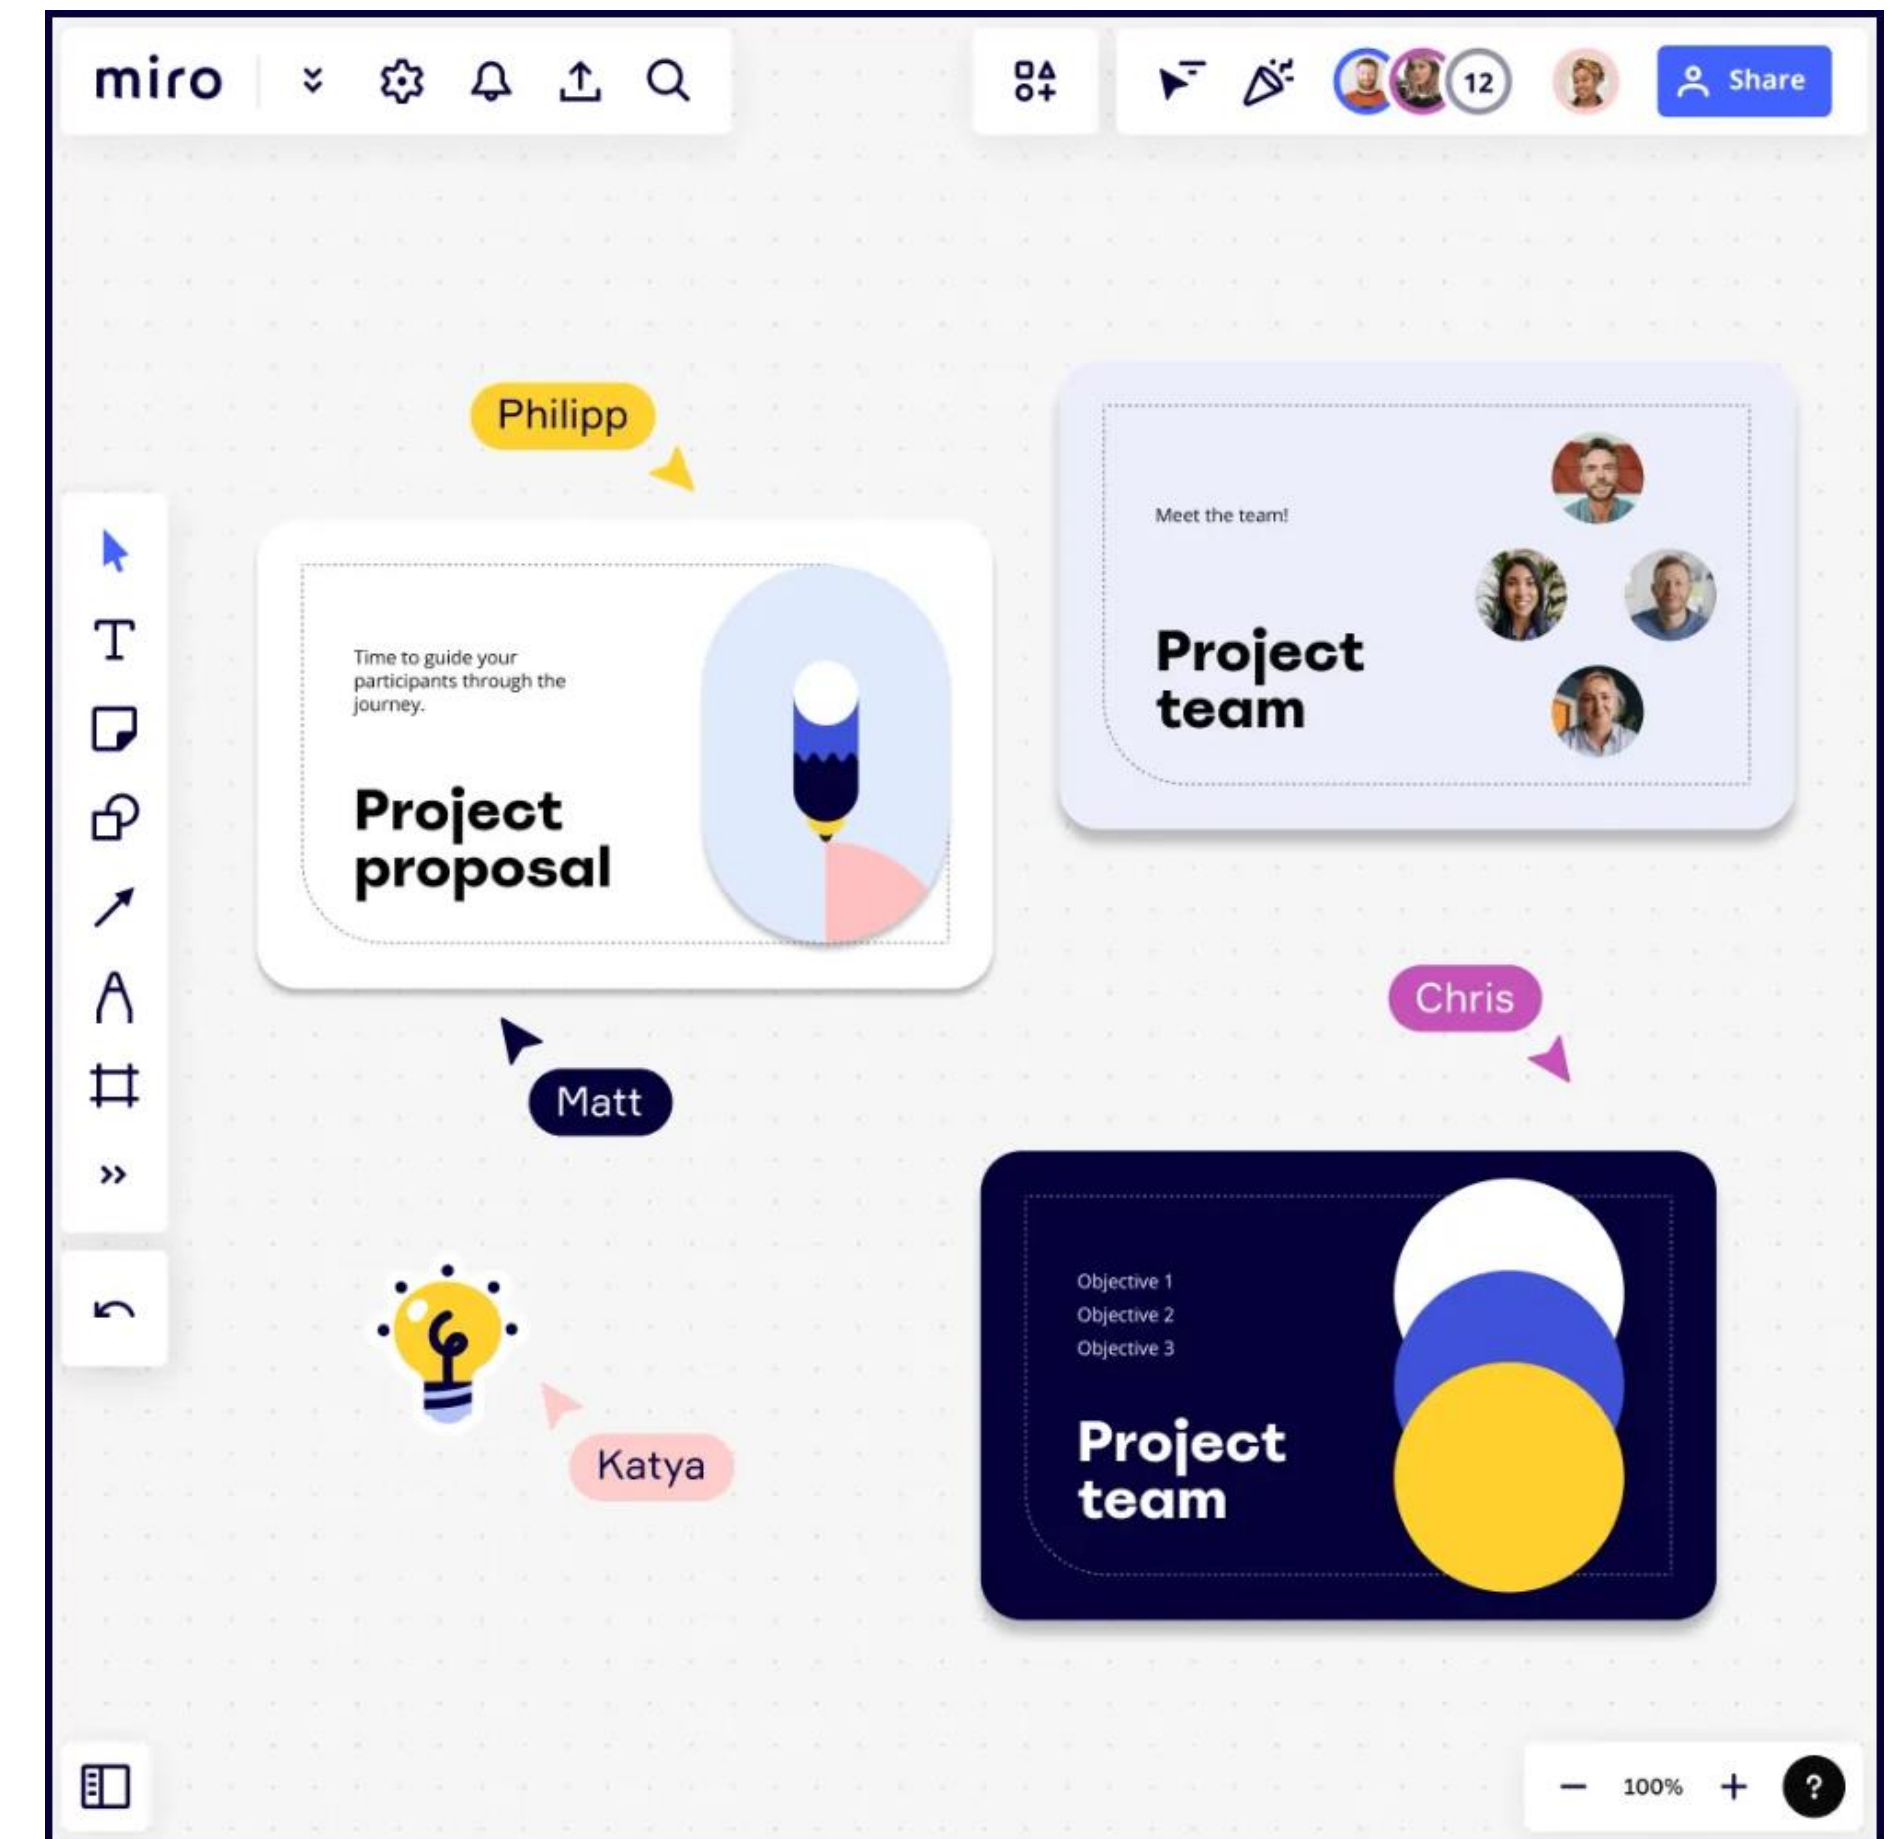 miro
12
Share
Philipp
Meet the team!
Project
team
Time to guide your
participants through the
journey.
Project
proposal
Chris
Matt
Objective 1
Objective 2
Objective 3
Project
team
Katya
100%
?